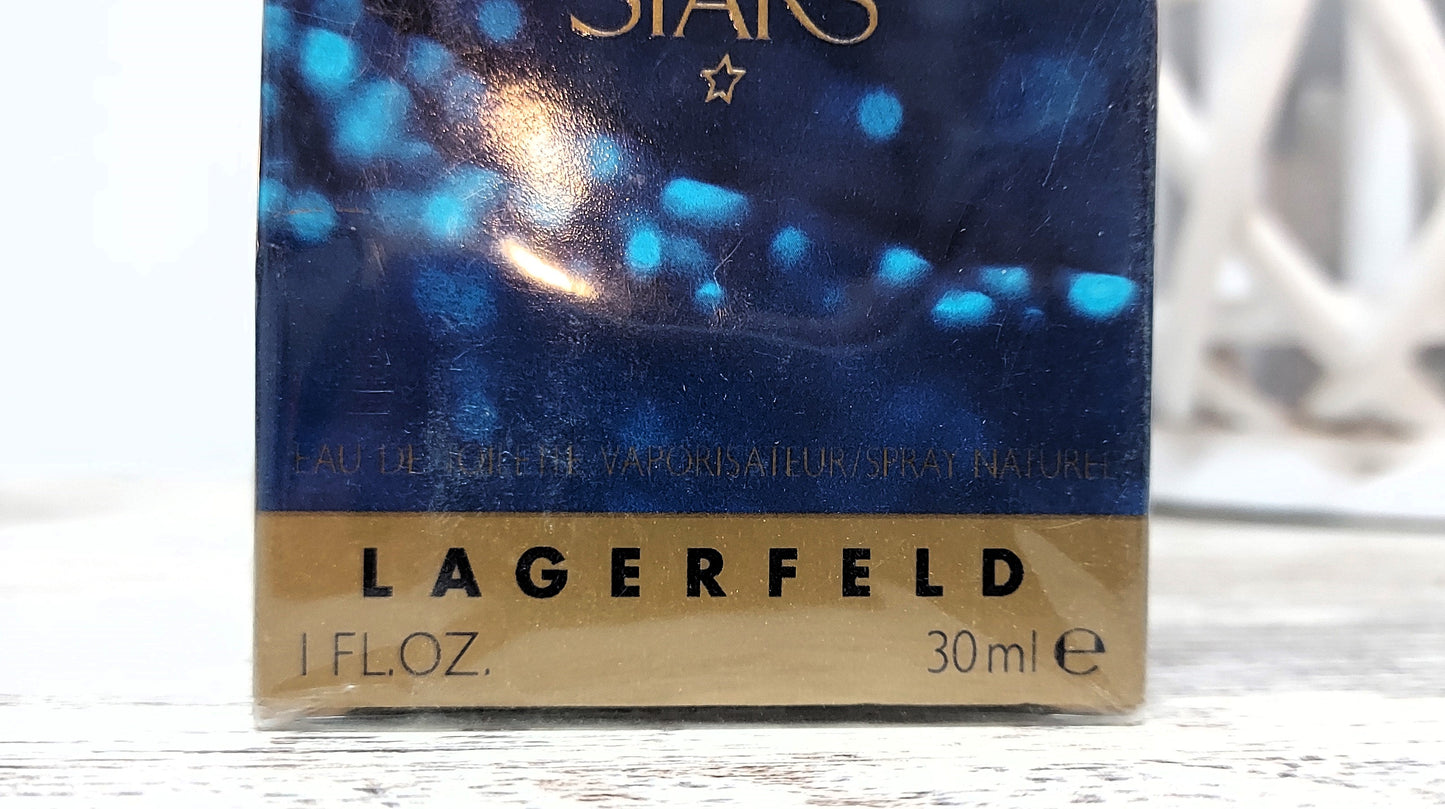 STARS
EAU DE TOILETTE VAPORISATEUR/SPRAY NATUREL
LAGERFELD
1 FL.OZ.
30 ml e